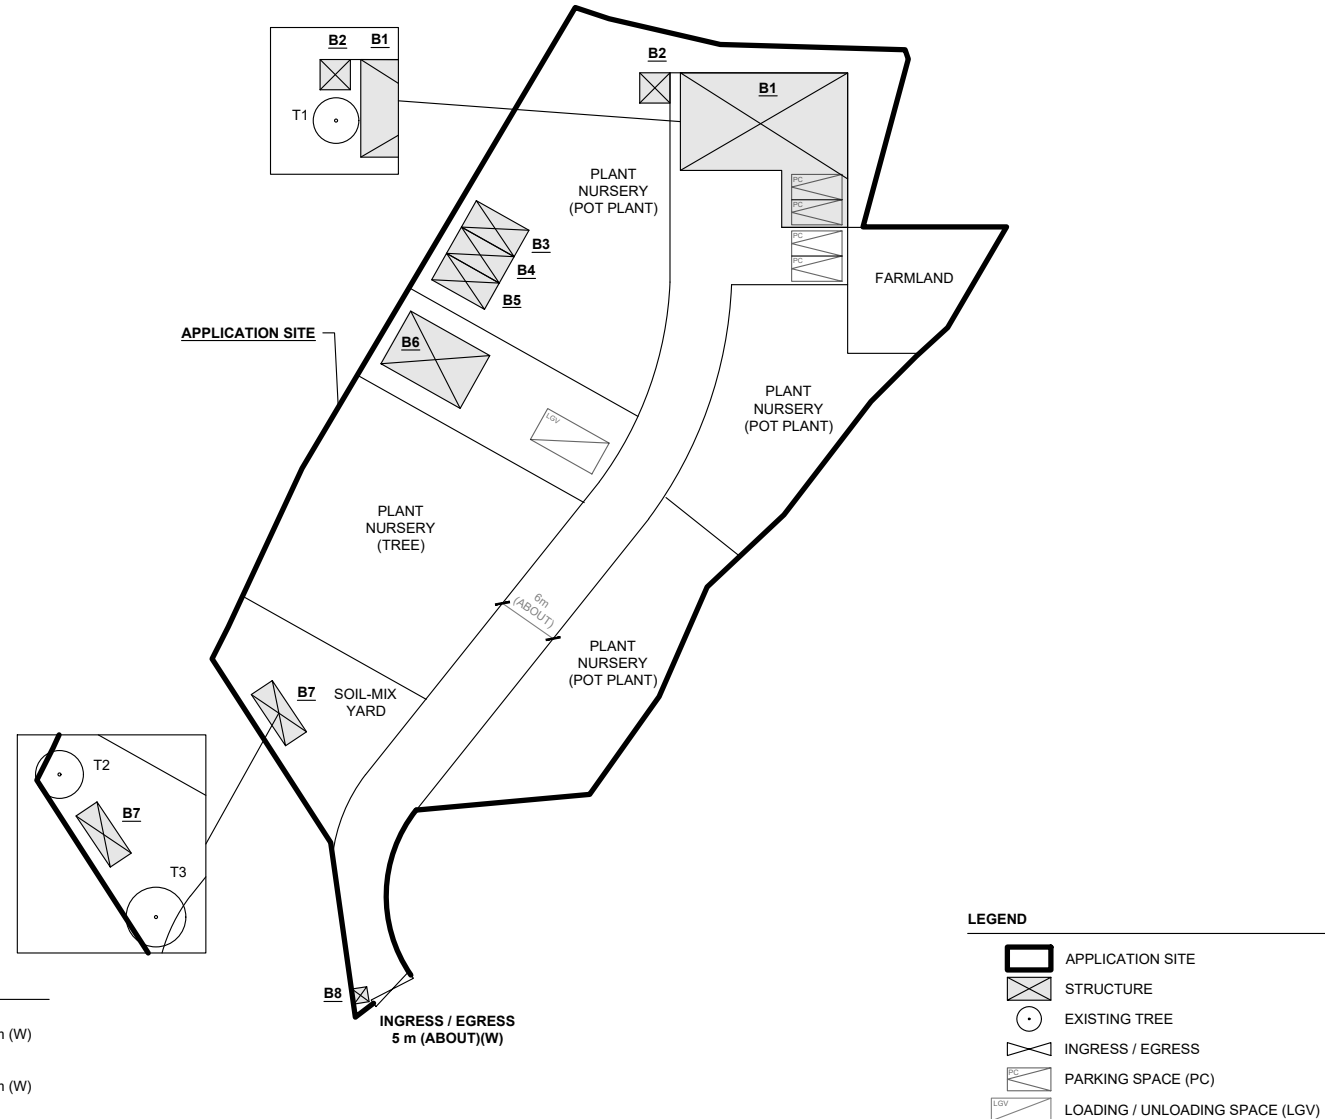 B2
B1
T1
B2
B1
PLANT
NURSERY
(POT PLANT)
PC
PC
PC
PC
B3
B4
B5
FARMLAND
APPLICATION SITE
B6
LGV
PLANT
NURSERY
(POT PLANT)
PLANT
NURSERY
(TREE)
6m
(ABOUT)
PLANT
NURSERY
(POT PLANT)
B7
SOIL-MIX
YARD
T2
B7
T3
B8
INGRESS / EGRESS
5 m (ABOUT)(W)
(W)
(W)
LEGEND
APPLICATION SITE
STRUCTURE
EXISTING TREE
INGRESS / EGRESS
PC
PARKING SPACE (PC)
LGV
LOADING / UNLOADING SPACE (LGV)